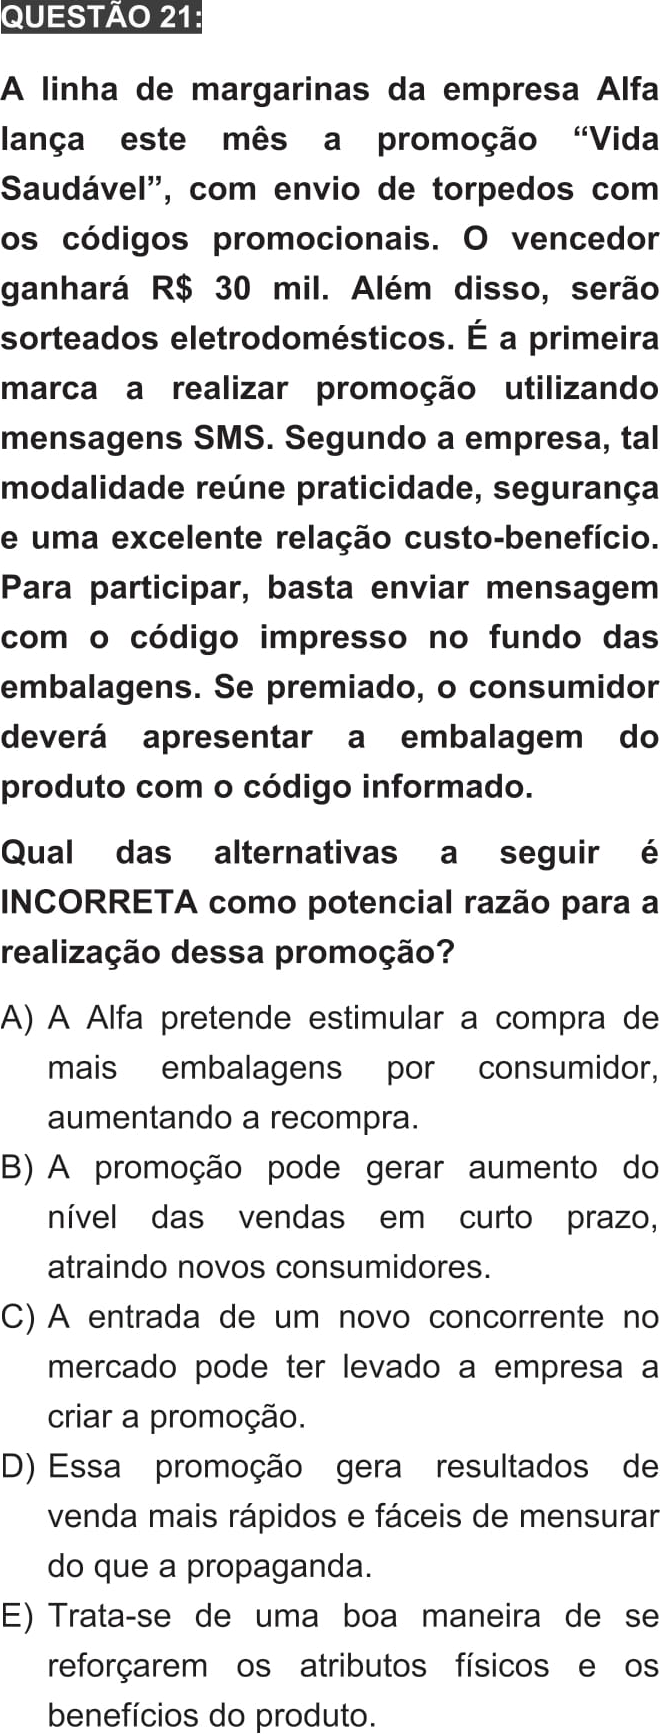 QUESTÃO 21:
A linha de margarinas da empresa Alfa
lança este mês a promoção “Vida
Saudável”, com envio de torpedos com
os códigos promocionais. O vencedor
ganhará R$ 30 mil. Além disso, serão
sorteados eletrodomésticos. É a primeira
marca a realizar promoção utilizando
mensagens SMS. Segundo a empresa, tal
modalidade reúne praticidade, segurança
e uma excelente relação custo-benefício.
Para participar, basta enviar mensagem
com o código impresso no fundo das
embalagens. Se premiado, o consumidor
deverá apresentar a embalagem do
produto com o código informado.
Qual das alternativas a seguir é
INCORRETA como potencial razão para a
realização dessa promoção?
A) A Alfa pretende estimular a compra de
mais embalagens por consumidor,
aumentando a recompra.
B) A promoção pode gerar aumento do
nível das vendas em curto prazo,
atraindo novos consumidores.
C) A entrada de um novo concorrente no
mercado pode ter levado a empresa a
criar a promoção.
D) Essa promoção gera resultados de
venda mais rápidos e fáceis de mensurar
do que a propaganda.
E) Trata-se de uma boa maneira de se
reforçarem os atributos físicos e os
benefícios do produto.